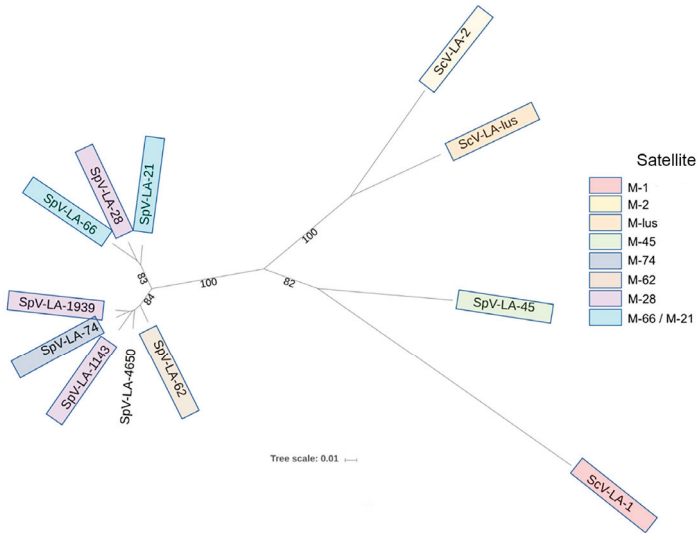 ScV-LA-2
ScV-LA-lus
SpV-LA-21
SpV-LA-28
SpV-LA-66
Satellite
M-1
M-2
M-lus
M-45
M-74
M-62
M-28
M-66 / M-21
100
83
100
82
84
SpV-LA-1939
SpV-LA-74
SpV-LA-1143
SpV-LA-4650
SpV-LA-62
SpV-LA-45
Tree scale: 0.01
ScV-LA-1